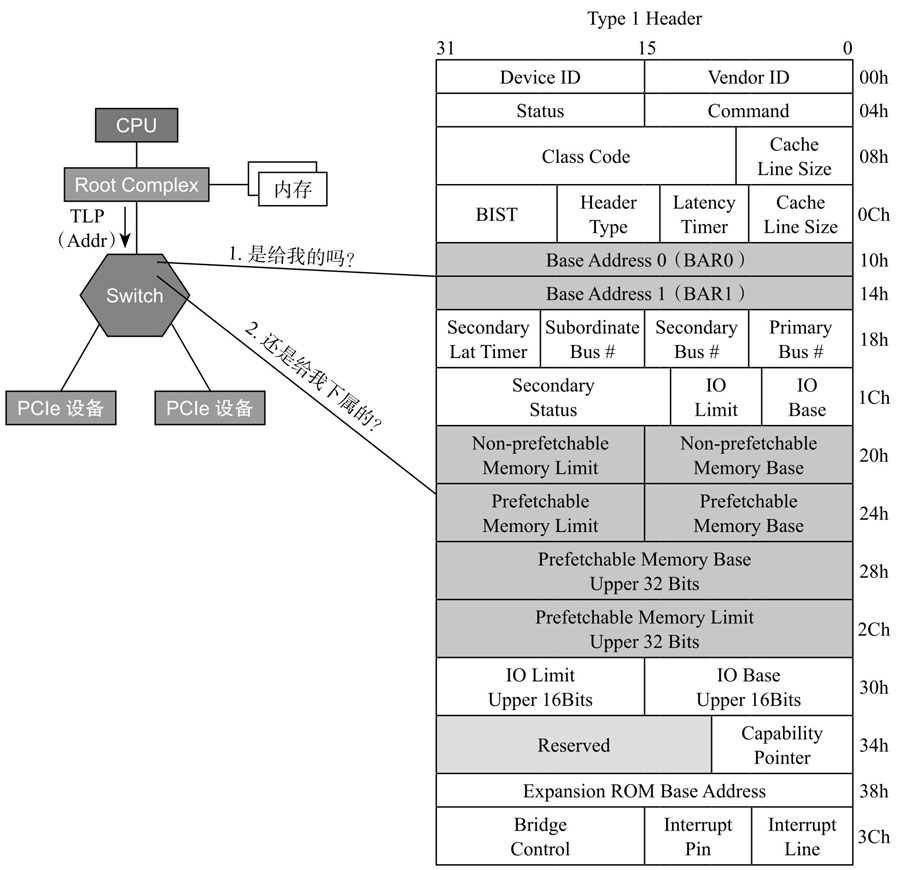 Type 1 Header
31 15 0
Device ID Vendor ID 00h
Status Command 04h
Class Code Cache
Line Size 08h
BIST Header
Type Latency
Timer Cache
Line Size 0Ch
Base Address 0（BAR0） 10h
Base Address 1（BAR1） 14h
Secondary
Lat Timer Subordinate
Bus # Secondary
Bus # Primary
Bus # 18h
Secondary
Status IO
Limit IO
Base 1Ch
Non-prefetchable
Memory Limit Non-prefetchable
Memory Base 20h
Prefetchable
Memory Limit Prefetchable
Memory Base 24h
Prefetchable Memory Base
Upper 32 Bits 28h
Prefetchable Memory Limit
Upper 32 Bits 2Ch
IO Limit
Upper 16Bits IO Base
Upper 16Bits 30h
Reserved Capability
Pointer 34h
Expansion ROM Base Address 38h
Bridge
Control Interrupt
Pin Interrupt
Line 3Ch
CPU
Root Complex
内存
TLP
（Addr）
Switch
PCIe 设备
PCIe 设备
1. 是给我的吗？
2. 还是给我下属的？